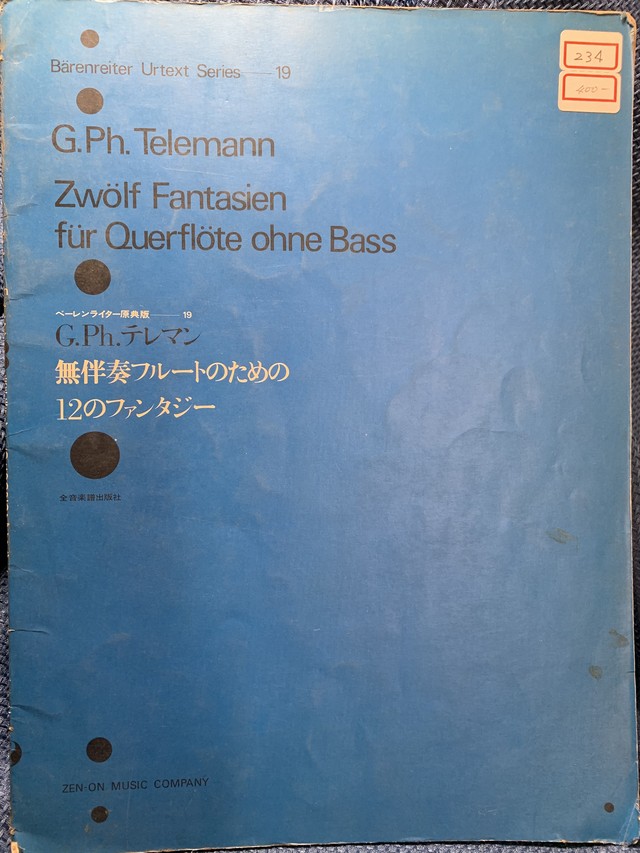 Bärenreiter Urtext Series—19
234
400-
G.Ph. Telemann
Zwölf Fantasien
für Querflöte ohne Bass
ベーレンライター原典版—19
G.Ph.テレマン
無伴奏フルートのための
12のファンタジー
全音楽譜出版社
ZEN-ON MUSIC COMPANY